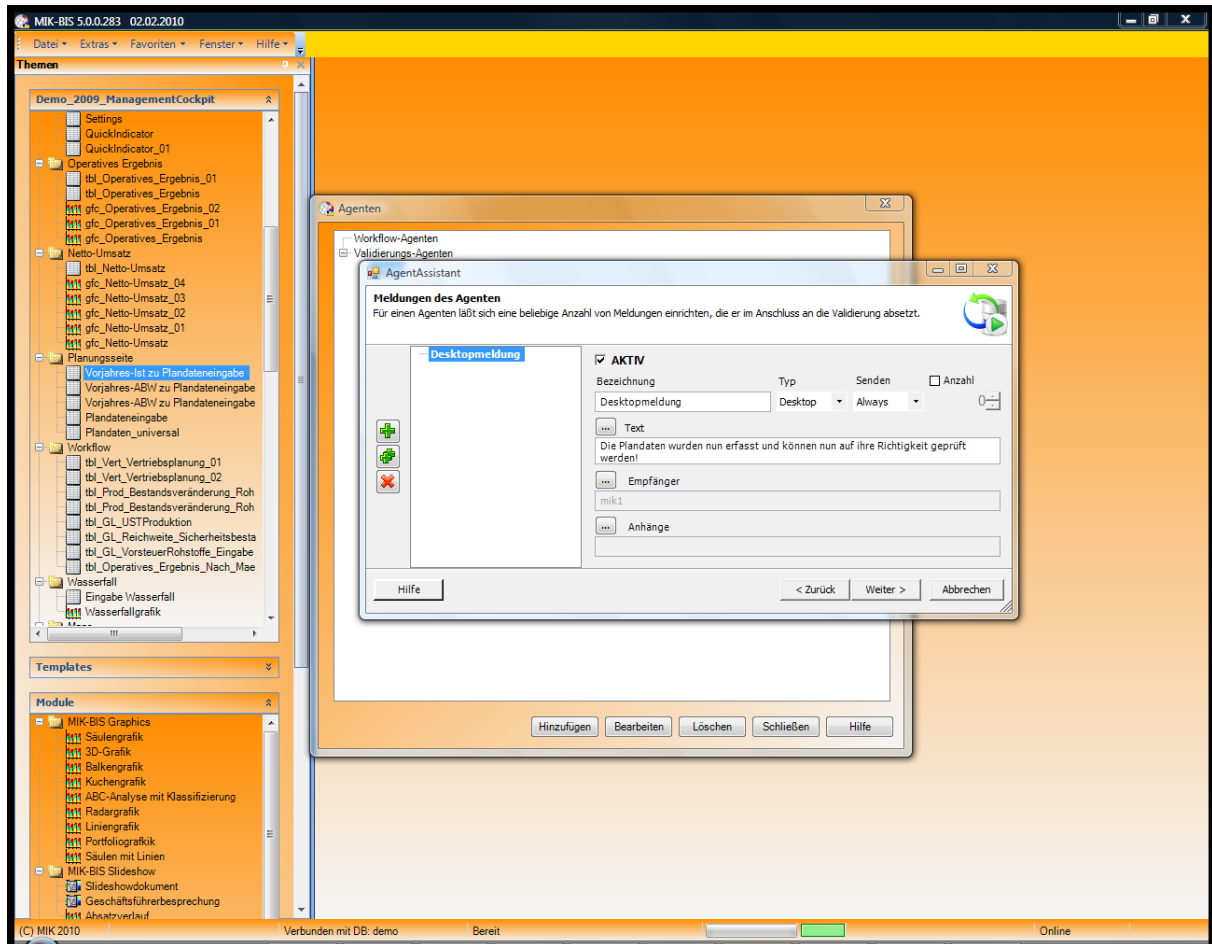 MIK-BIS 5.0.0.283 02.02.2010
Datei Extras Favoriten Fenster Hilfe
Themen
Demo_2009_ManagementCockpit
Settings
QuickIndicator
QuickIndicator_01
Operatives Ergebnis
tbl_Operatives_Ergebnis_01
tbl_Operatives_Ergebnis
gfc_Operatives_Ergebnis_02
gfc_Operatives_Ergebnis_01
gfc_Operatives_Ergebnis
Netto-Umsatz
tbl_Netto-Umsatz
gfc_Netto-Umsatz_04
gfc_Netto-Umsatz_03
gfc_Netto-Umsatz_02
gfc_Netto-Umsatz_01
gfc_Netto-Umsatz
Planungsseite
Vorjahres-Ist zu Plandateneingabe
Vorjahres-ABW zu Plandateneingabe
Vorjahres-ABW zu Plandateneingabe
Plandateneingabe
Plandaten_universal
Workflow
tbl_Vert_Vertriebsplanung_01
tbl_Vert_Vertriebsplanung_02
tbl_Prod_Bestandsveränderung_Roh
tbl_Prod_Bestandsveränderung_Roh
tbl_GL_USTProduktion
tbl_GL_Reichweite_Sicherheitsbesta
tbl_GL_VorsteuerRohstoffe_Eingabe
tbl_Operatives_Ergebnis_Nach_Mae
Wasserfall
Eingabe Wasserfall
Wasserfallgrafik
Templates
Module
MIK-BIS Graphics
Säulengrafik
3D-Grafik
Balkengrafik
Kuchengrafik
ABC-Analyse mit Klassifizierung
Radargrafik
Liniengrafik
Portfoliografkik
Säulen mit Linien
MIK-BIS Slideshow
Slideshowdokument
Geschäftsführerbesprechung
Absatzverlauf
Agenten
Workflow-Agenten
Validierungs-Agenten
AgentAssistant
Meldungen des Agenten
Für einen Agenten läßt sich eine beliebige Anzahl von Meldungen einrichten, die er im Anschluss an die Validierung absetzt.
Desktopmeldung
AKTIV
Bezeichnung Typ Senden Anzahl
Desktopmeldung Desktop Always 0
... Text
Die Plandaten wurden nun erfasst und können nun auf ihre Richtigkeit geprüft
werden!
... Empfänger
mik1
... Anhänge
Hilfe < Zurück Weiter > Abbrechen
Hinzufügen Bearbeiten Löschen Schließen Hilfe
(C) MIK 2010 Verbunden mit DB: demo Bereit Online